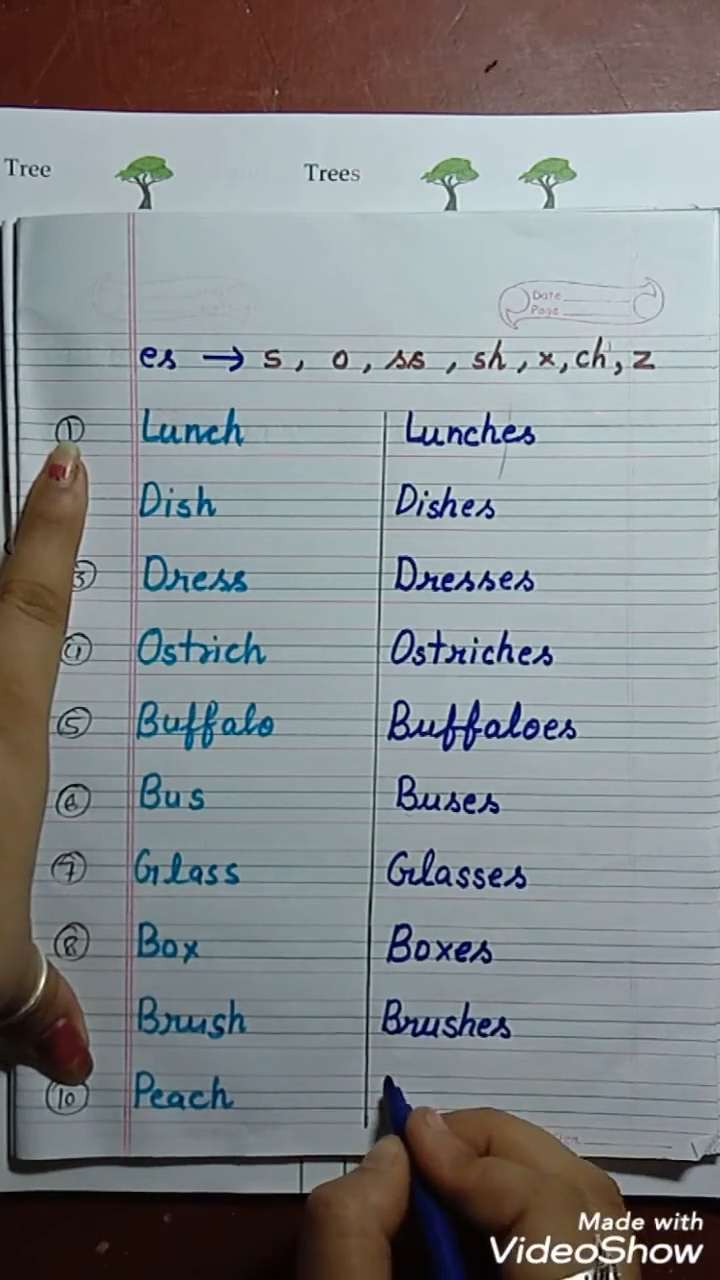 Tree Trees
Date
Page
es → s, o, ss, sh, x, ch, z
① Lunch Lunches
Dish Dishes
③ Dress Dresses
④ Ostrich Ostriches
⑤ Buffalo Buffaloes
⑥ Bus Buses
⑦ Glass Glasses
⑧ Box Boxes
Brush Brushes
⑩ Peach
Made with
VideoShow